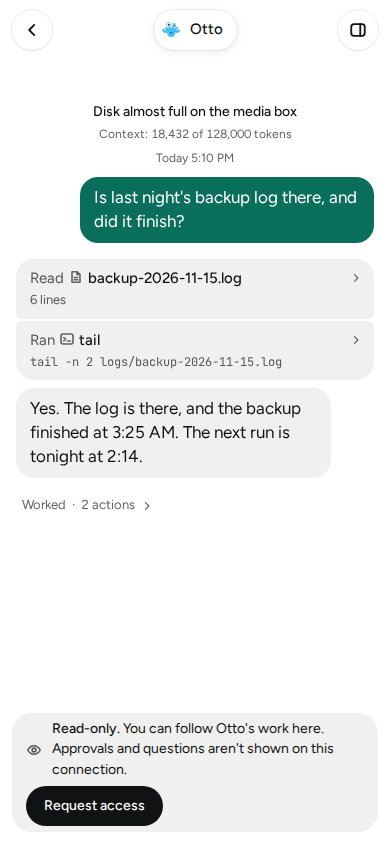 Otto
Disk almost full on the media box
Context: 18,432 of 128,000 tokens
Today 5:10 PM
Is last night's backup log there, and
did it finish?
Read backup-2026-11-15.log
6 lines
Ran tail
tail -n 2 logs/backup-2026-11-15.log
Yes. The log is there, and the backup
finished at 3:25 AM. The next run is
tonight at 2:14.
Worked · 2 actions
Read-only. You can follow Otto's work here.
Approvals and questions aren't shown on this
connection.
Request access